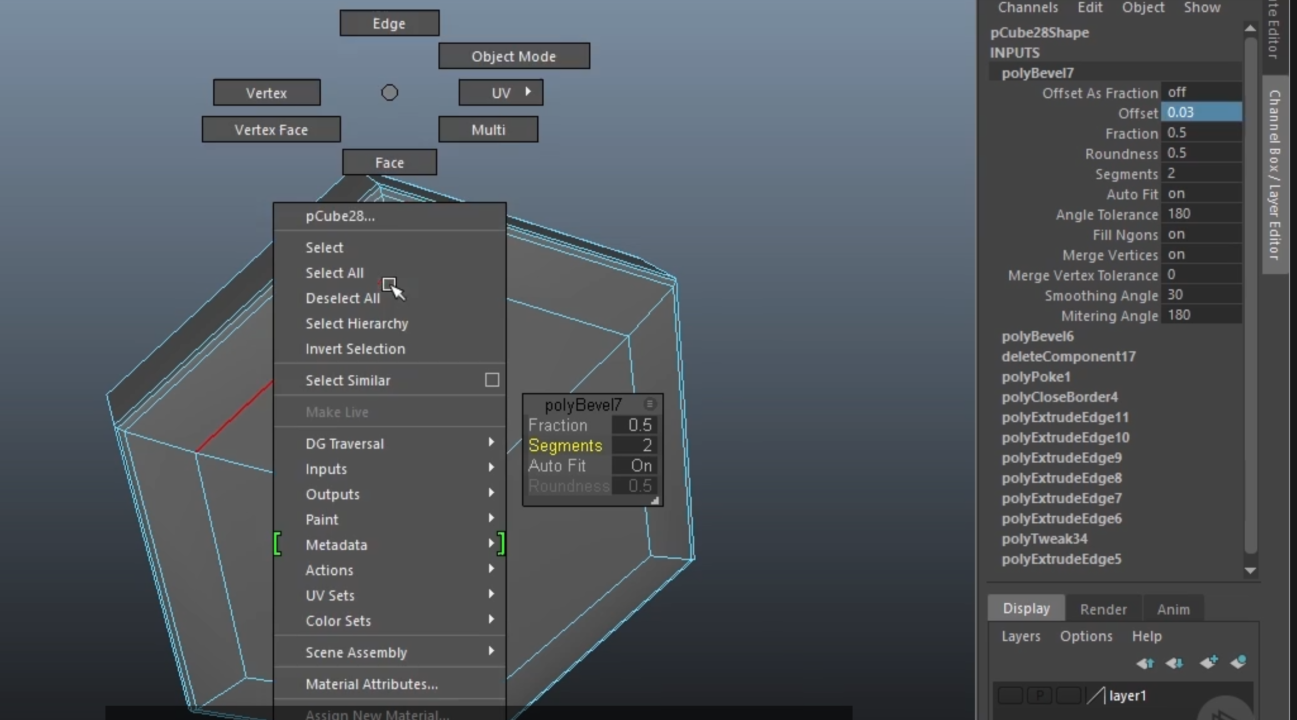 Edge
Object Mode
Vertex
UV
Vertex Face
Multi
Face
pCube28...
Select
Select All
Deselect All
Select Hierarchy
Invert Selection
Select Similar
Make Live
DG Traversal
Inputs
Outputs
Paint
Metadata
Actions
UV Sets
Color Sets
Scene Assembly
Material Attributes...
Assign New Material...
polyBevel7
Fraction 0.5
Segments 2
Auto Fit On
Roundness 0.5
Channels Edit Object Show
pCube28Shape
INPUTS
polyBevel7
Offset As Fraction off
Offset 0.03
Fraction 0.5
Roundness 0.5
Segments 2
Auto Fit on
Angle Tolerance 180
Fill Ngons on
Merge Vertices on
Merge Vertex Tolerance 0
Smoothing Angle 30
Mitering Angle 180
polyBevel6
deleteComponent17
polyPoke1
polyCloseBorder4
polyExtrudeEdge11
polyExtrudeEdge10
polyExtrudeEdge9
polyExtrudeEdge8
polyExtrudeEdge7
polyExtrudeEdge6
polyTweak34
polyExtrudeEdge5
Display Render Anim
Layers Options Help
P layer1
te Editor
Channel Box / Layer Editor